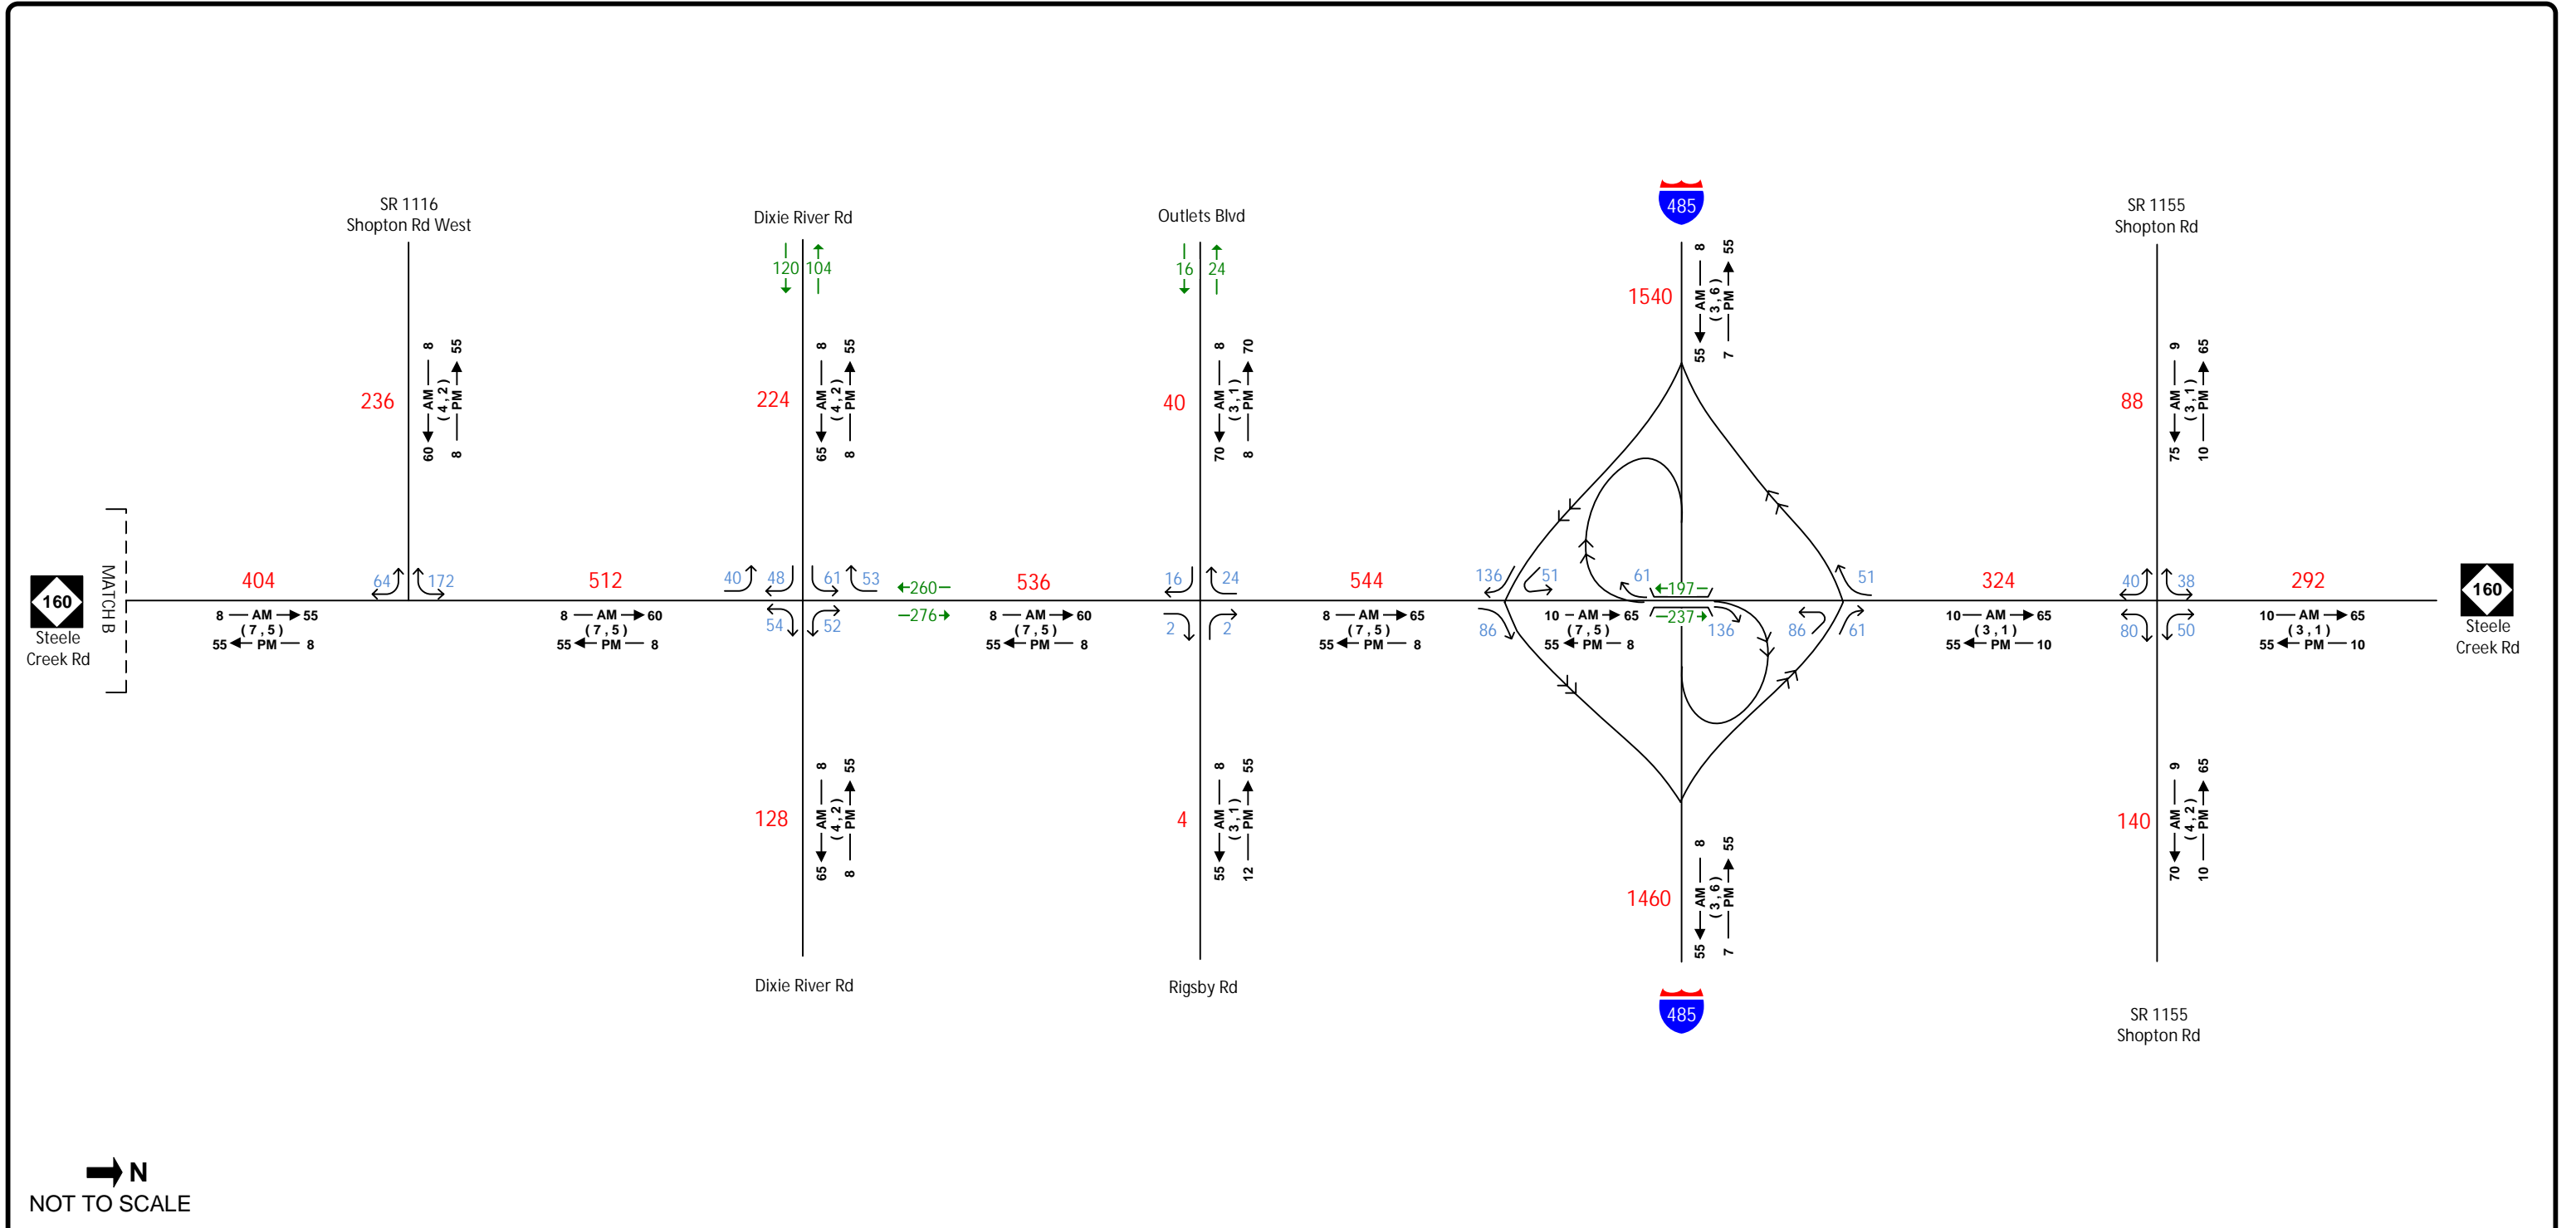 SR 1116
Shopton Rd West
Dixie River Rd
Outlets Blvd
485
SR 1155
Shopton Rd
120 104
16 24
1540
8 AM 55
(3,6)
7 PM 55
236
8 AM 60
(4,2)
8 PM 55
224
8 AM 65
(4,2)
8 PM 55
40
8 AM 70
(3,1)
8 PM 70
88
9 AM 75
(3,1)
10 PM 65
160
Steele
Creek Rd
MATCH B
404
8 AM 55
(7,5)
55 PM 8
64 172
512
8 AM 60
(7,5)
55 PM 8
40 48 61 53
54 52
260
276
536
8 AM 60
(7,5)
55 PM 8
16 24
2 2
544
8 AM 65
(7,5)
55 PM 8
136 51 61 197
86
10 AM 65
(7,5)
55 PM 8
237
136 86 61
51
324
10 AM 65
(3,1)
55 PM 10
40 38
80 50
292
10 AM 65
(3,1)
55 PM 10
160
Steele
Creek Rd
128
8 AM 65
(4,2)
8 PM 55
4
8 AM 55
(3,1)
12 PM 55
1460
8 AM 55
(3,6)
7 PM 55
140
9 AM 70
(4,2)
10 PM 65
Dixie River Rd
Rigsby Rd
485
SR 1155
Shopton Rd
N
NOT TO SCALE